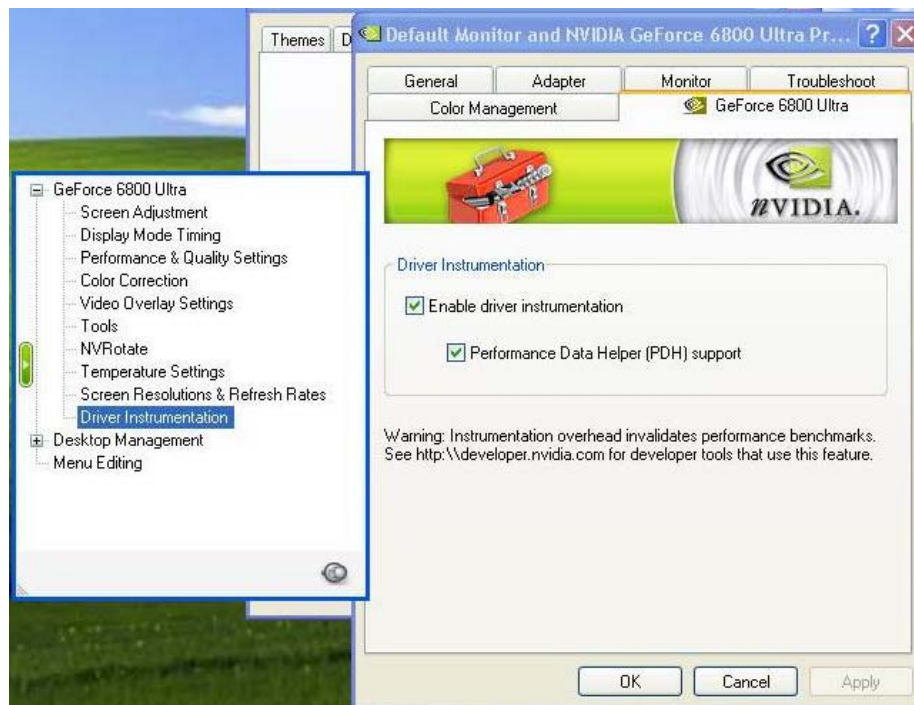 Themes D
Default Monitor and NVIDIA GeForce 6800 Ultra Pr...
General Adapter Monitor Troubleshoot
Color Management GeForce 6800 Ultra
nVIDIA.
GeForce 6800 Ultra
Screen Adjustment
Display Mode Timing
Performance & Quality Settings
Color Correction
Video Overlay Settings
Tools
NVRotate
Temperature Settings
Screen Resolutions & Refresh Rates
Driver Instrumentation
Desktop Management
Menu Editing
Driver Instrumentation
Enable driver instrumentation
Performance Data Helper (PDH) support
Warning: Instrumentation overhead invalidates performance benchmarks.
See http:\\developer.nvidia.com for developer tools that use this feature.
OK Cancel Apply